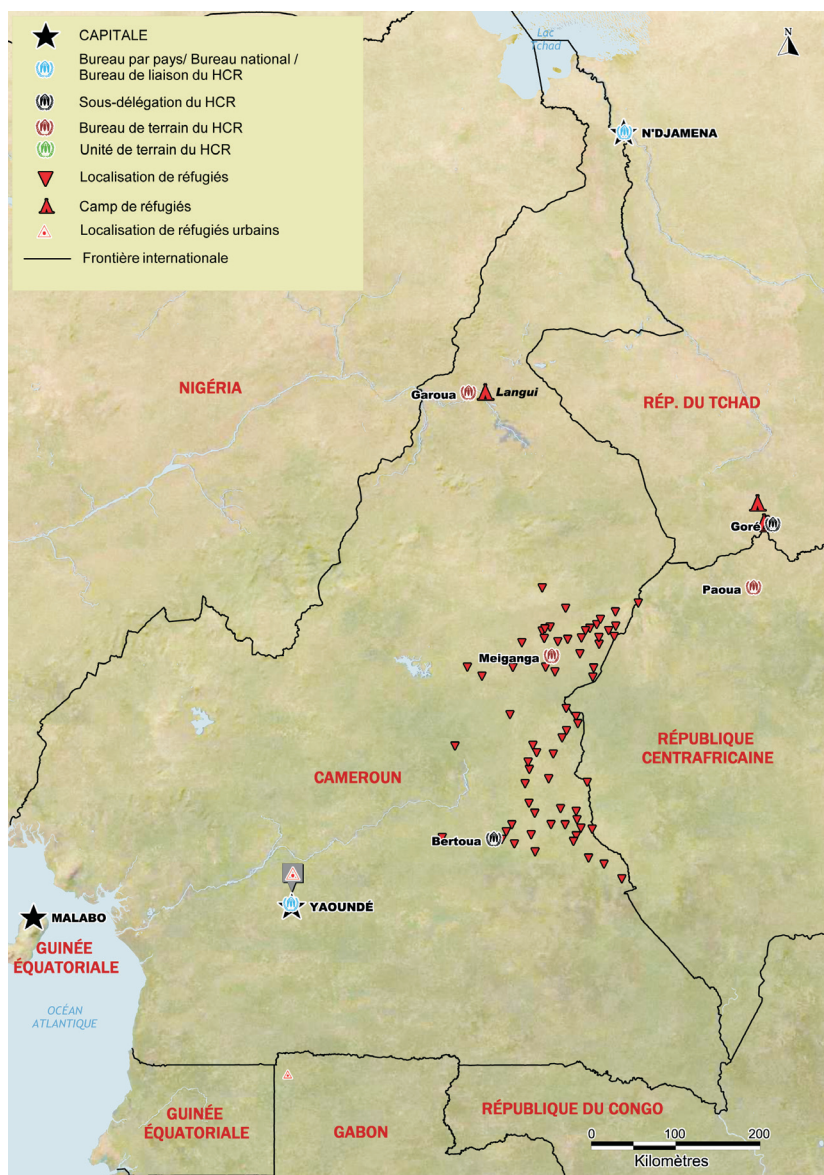 CAPITALE
Bureau par pays/ Bureau national /
Bureau de liaison du HCR
Sous-délégation du HCR
Bureau de terrain du HCR
Unité de terrain du HCR
Localisation de réfugiés
Camp de réfugiés
Localisation de réfugiés urbains
Frontière internationale
Lac
Tchad
N
N'DJAMENA
NIGÉRIA
Garoua
Langui
RÉP. DU TCHAD
Goré
Paoua
Meiganga
RÉPUBLIQUE
CENTRAFRICAINE
CAMEROUN
Bertoua
YAOUNDÉ
MALABO
GUINÉE
ÉQUATORIALE
OCÉAN
ATLANTIQUE
GUINÉE
ÉQUATORIALE
GABON
RÉPUBLIQUE DU CONGO
0 100 200
Kilomètres